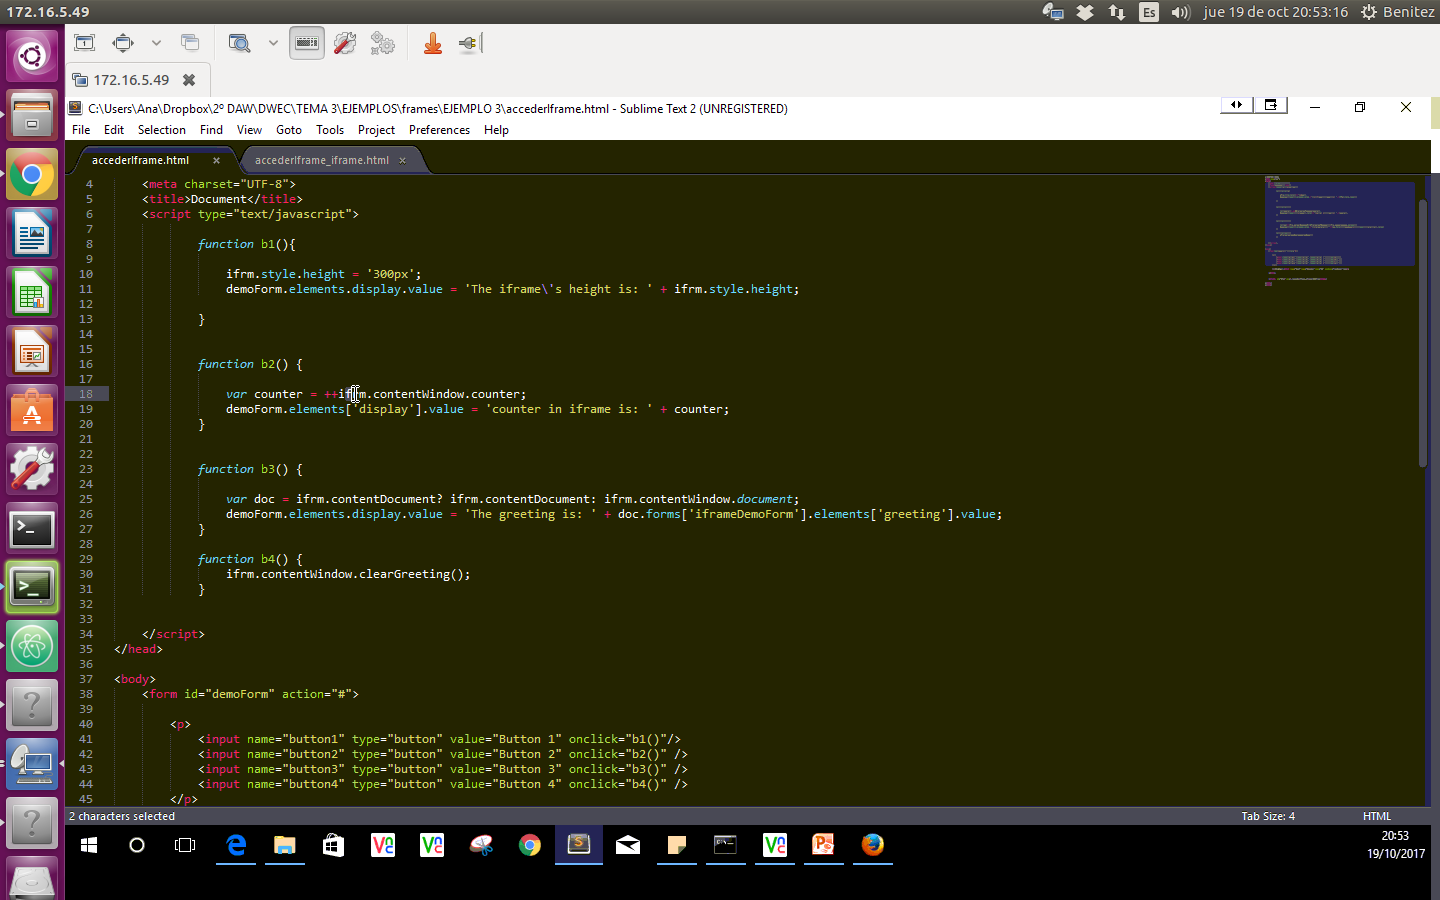 172.16.5.49
Es
jue 19 de oct 20:53:16
Benitez
172.16.5.49
C:\Users\Ana\Dropbox\2º DAW\DWEC\TEMA 3\EJEMPLOS\frames\EJEMPLO 3\accederIframe.html - Sublime Text 2 (UNREGISTERED)
File Edit Selection Find View Goto Tools Project Preferences Help
accederIframe.html
accederIframe_iframe.html
4 <meta charset="UTF-8">
5 <title>Document</title>
6 <script type="text/javascript">
7
8 function b1(){
9
10 ifrm.style.height = '300px';
11 demoForm.elements.display.value = 'The iframe\'s height is: ' + ifrm.style.height;
12
13 }
14
15
16 function b2() {
17
18 var counter = ++ifrm.contentWindow.counter;
19 demoForm.elements['display'].value = 'counter in iframe is: ' + counter;
20 }
21
22
23 function b3() {
24
25 var doc = ifrm.contentDocument? ifrm.contentDocument: ifrm.contentWindow.document;
26 demoForm.elements.display.value = 'The greeting is: ' + doc.forms['iframeDemoForm'].elements['greeting'].value;
27 }
28
29 function b4() {
30 ifrm.contentWindow.clearGreeting();
31 }
32
33
34 </script>
35 </head>
36
37 <body>
38 <form id="demoForm" action="#">
39
40 <p>
41 <input name="button1" type="button" value="Button 1" onclick="b1()"/>
42 <input name="button2" type="button" value="Button 2" onclick="b2()" />
43 <input name="button3" type="button" value="Button 3" onclick="b3()" />
44 <input name="button4" type="button" value="Button 4" onclick="b4()" />
45 </p>
2 characters selected
Tab Size: 4
HTML
20:53
19/10/2017